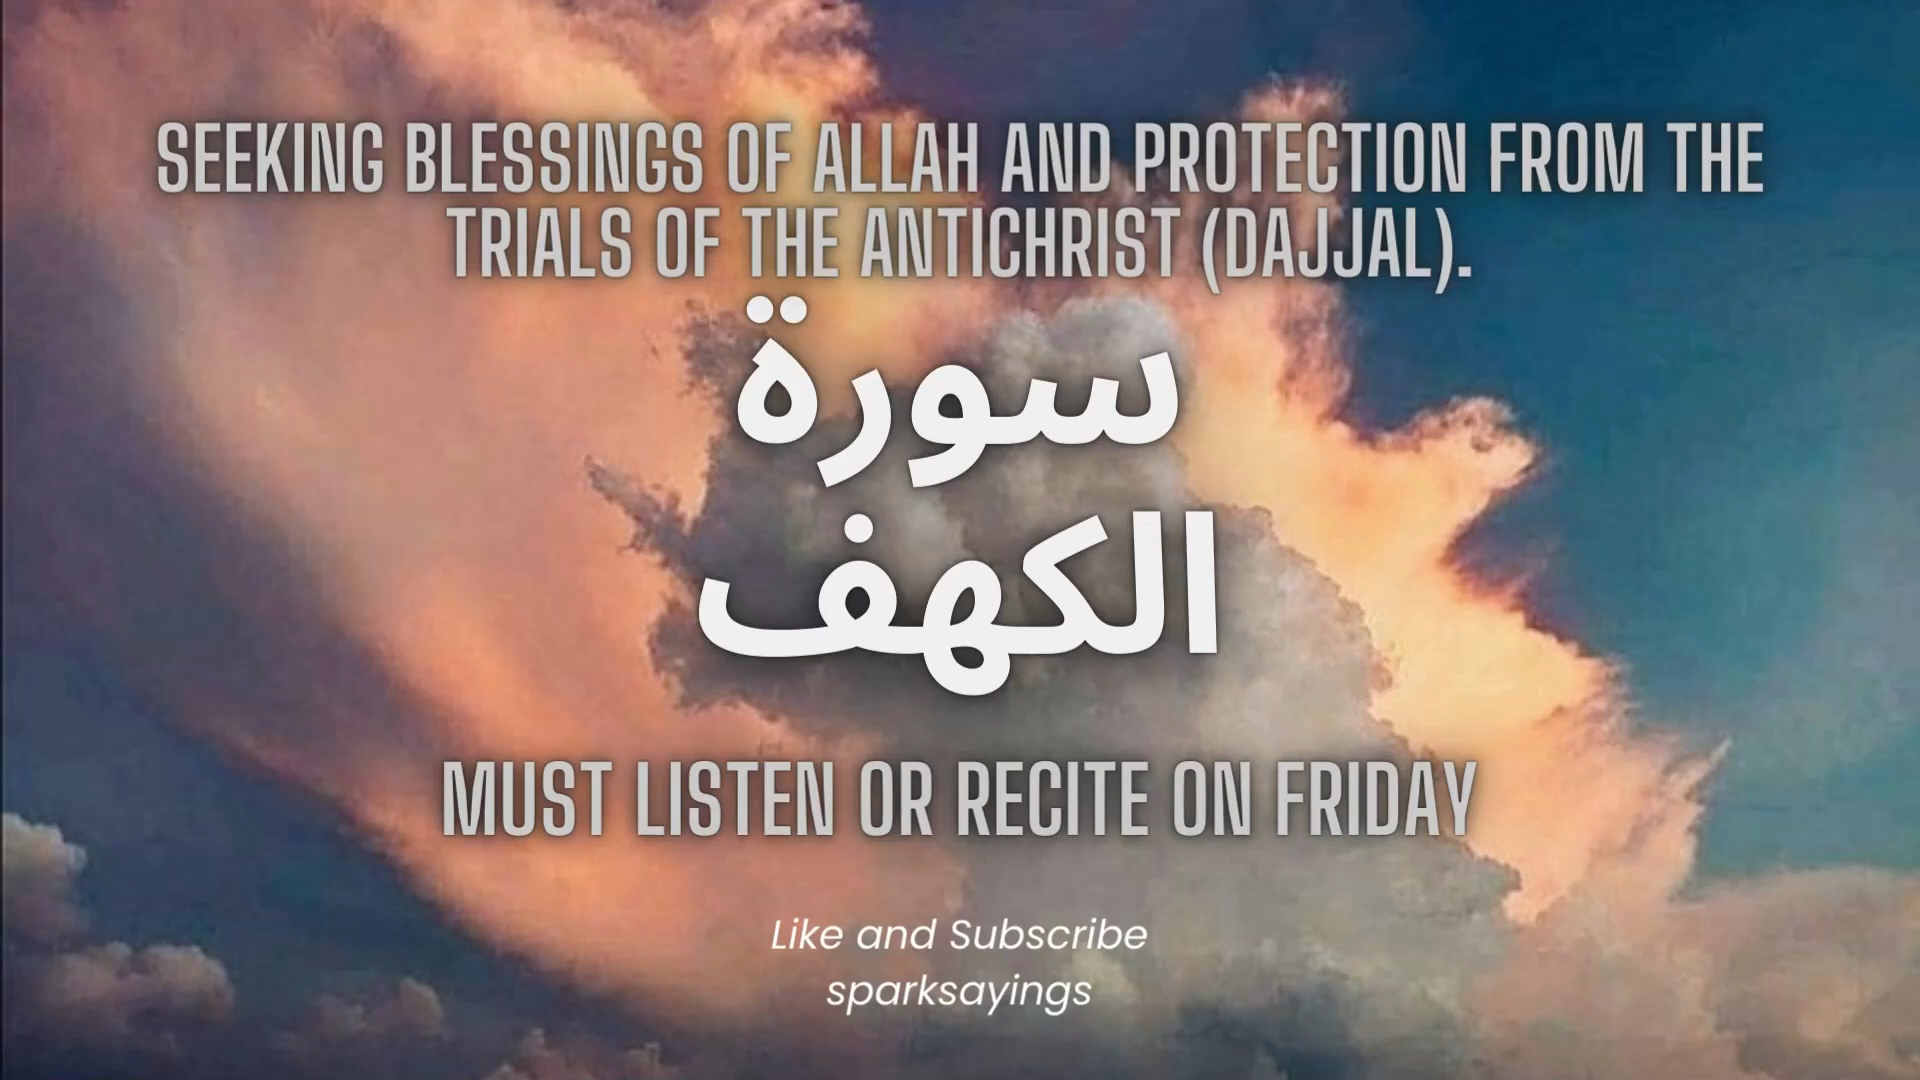 SEEKING BLESSINGS OF ALLAH AND PROTECTION FROM THE
TRIALS OF THE ANTICHRIST (DAJJAL).
سورة
الكهف
MUST LISTEN OR RECITE ON FRIDAY
Like and Subscribe
sparksayings